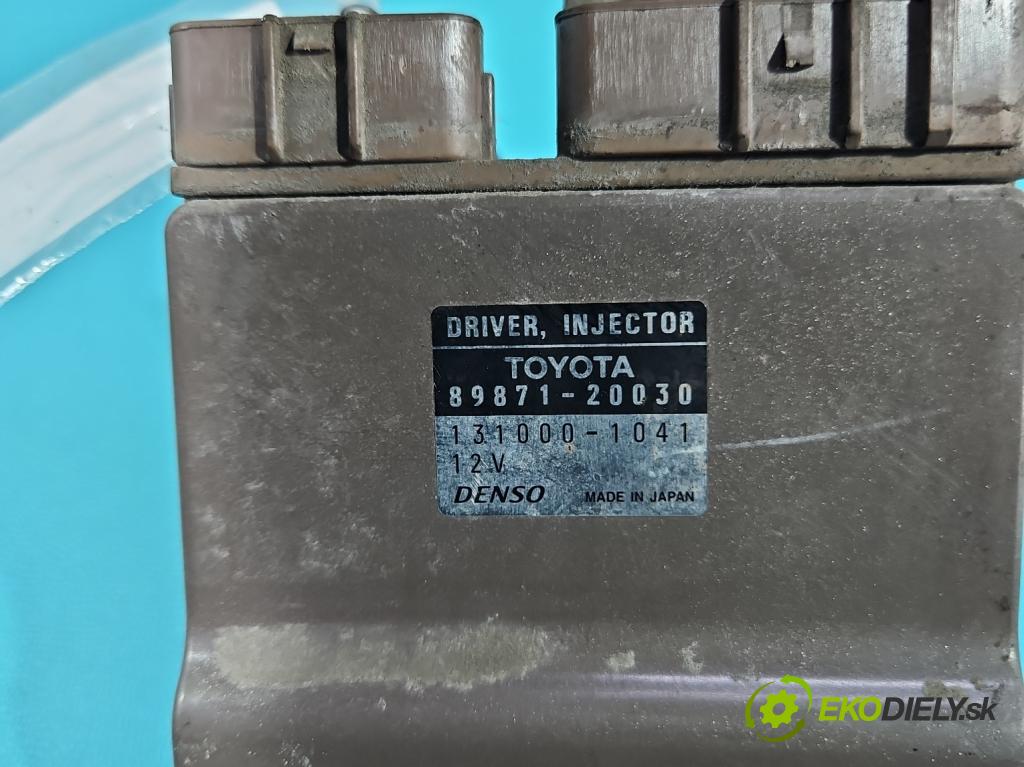 DRIVER, INJECTOR
TOYOTA
89871-20030
131000-1041
12V
DENSO MADE IN JAPAN
EKODIELY.sk